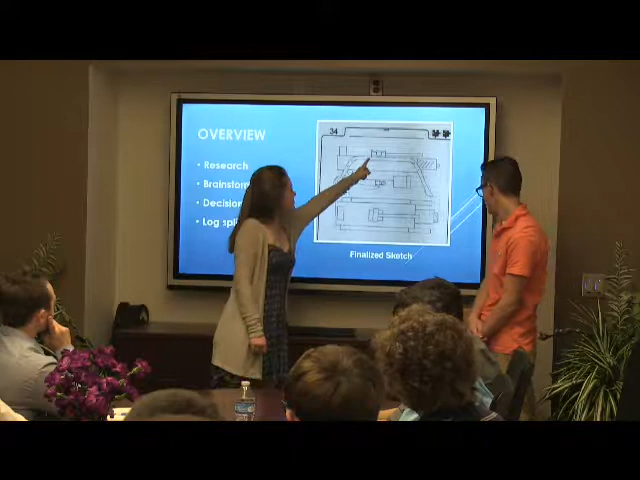 OVERVIEW
34
• Research
• Brainstorm
• Decision
• Log spl
Finalized Sketch